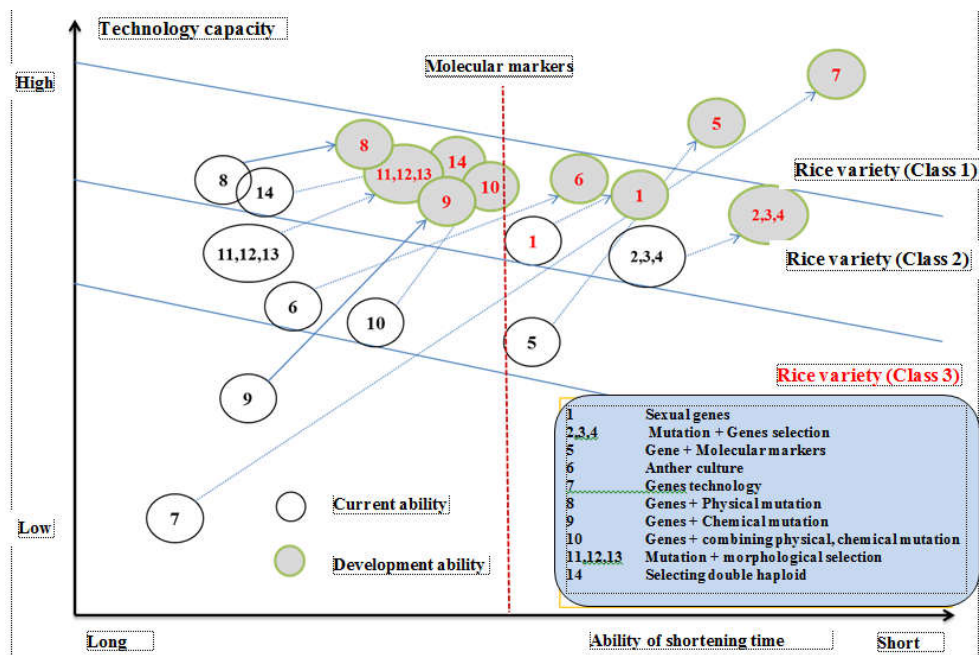 Technology capacity
Molecular markers
High
7
5
8
14
11,12,13
10
6
9
1
2,3,4
8
14
Rice variety (Class 1)
1
11,12,13
2,3,4
Rice variety (Class 2)
6
10
5
Rice variety (Class 3)
9
7
Current ability
Low
Development ability
1 Sexual genes
2,3,4 Mutation + Genes selection
5 Gene + Molecular markers
6 Anther culture
7 Genes technology
8 Genes + Physical mutation
9 Genes + Chemical mutation
10 Genes + combining physical, chemical mutation
11,12,13 Mutation + morphological selection
14 Selecting double haploid
Long
Ability of shortening time
Short